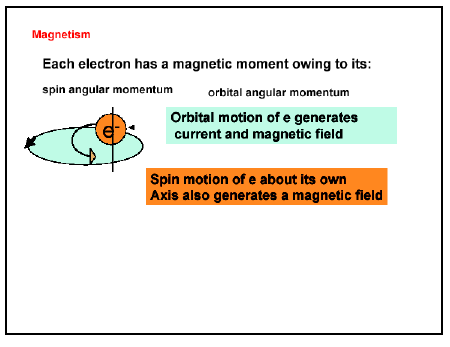 Magnetism
Each electron has a magnetic moment owing to its:
spin angular momentum
orbital angular momentum
Orbital motion of e generates
current and magnetic field
e-
Spin motion of e about its own
Axis also generates a magnetic field